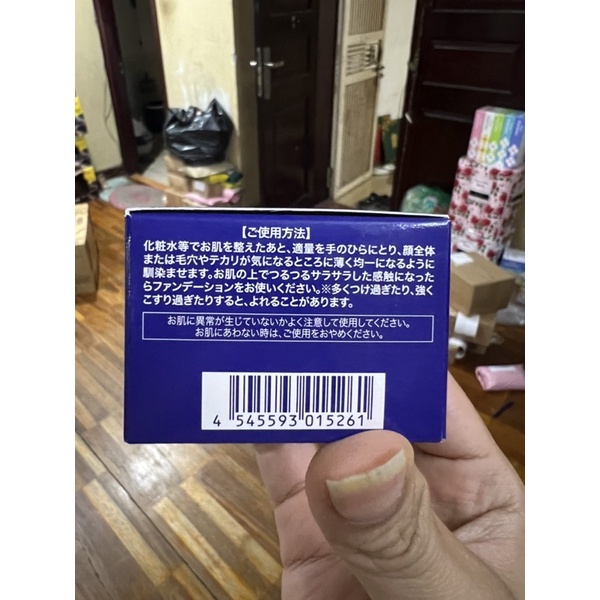 【ご使用方法】
化粧水等でお肌を整えたあと、適量を手のひらにとり、顔全体
または毛穴やテカリが気になるところに薄く均一になるように
馴染ませます。お肌の上でつるつるサラサラした感触になった
らファンデーションをお使いください。※多くつけ過ぎたり、強く
こすり過ぎたりすると、よれることがあります。
お肌に異常が生じていないかよく注意して使用してください。
お肌にあわない時は、ご使用をおやめください。
4 545593 015261